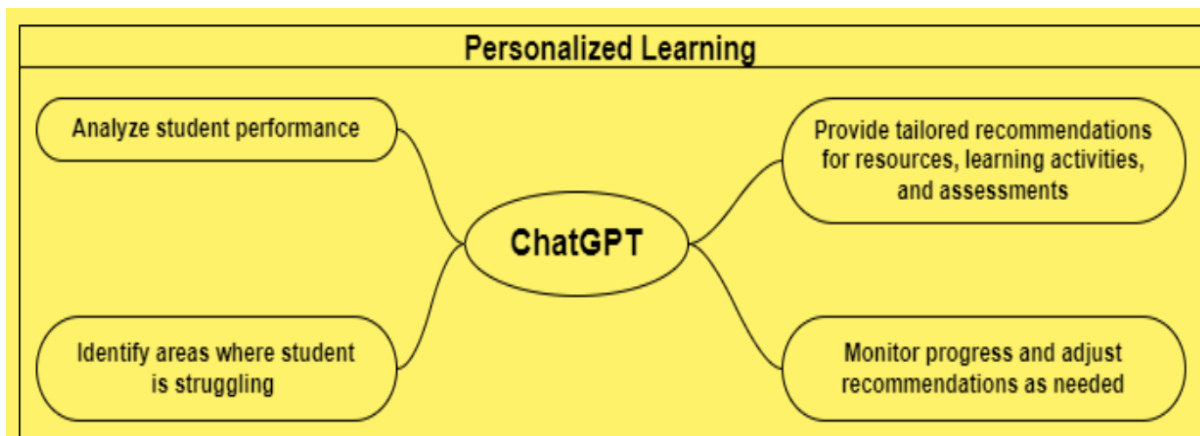 Personalized Learning
Analyze student performance
Provide tailored recommendations
for resources, learning activities,
and assessments
ChatGPT
Identify areas where student
is struggling
Monitor progress and adjust
recommendations as needed